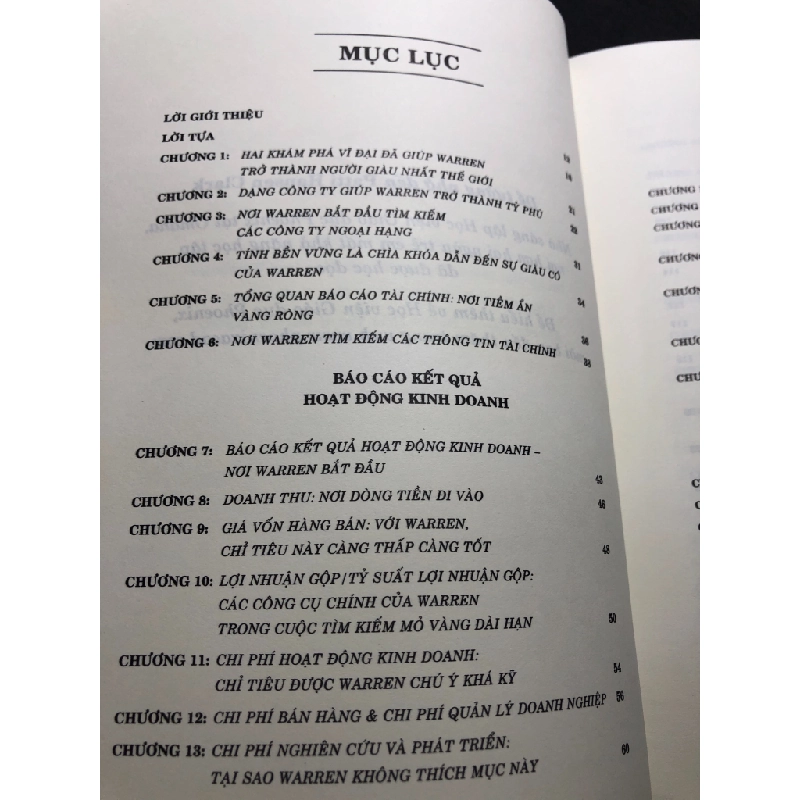 MỤC LỤC
LỜI GIỚI THIỆU
LỜI TỰA
CHƯƠNG 1: HAI KHÁM PHÁ VĨ ĐẠI ĐÃ GIÚP WARREN
TRỞ THÀNH NGƯỜI GIÀU NHẤT THẾ GIỚI
CHƯƠNG 2: DẠNG CÔNG TY GIÚP WARREN TRỞ THÀNH TỶ PHÚ
CHƯƠNG 3: NƠI WARREN BẮT ĐẦU TÌM KIẾM
CÁC CÔNG TY NGOẠI HẠNG
CHƯƠNG 4: TÍNH BỀN VỮNG LÀ CHÌA KHÓA DẪN ĐẾN SỰ GIÀU CÓ
CỦA WARREN
CHƯƠNG 5: TỔNG QUAN BÁO CÁO TÀI CHÍNH: NƠI TIỀM ẨN 34
VÀNG RÒNG
CHƯƠNG 6: NƠI WARREN TÌM KIẾM CÁC THÔNG TIN TÀI CHÍNH
BÁO CÁO KẾT QUẢ
HOẠT ĐỘNG KINH DOANH
CHƯƠNG 7: BÁO CÁO KẾT QUẢ HOẠT ĐỘNG KINH DOANH –
NƠI WARREN BẮT ĐẦU 42
CHƯƠNG 8: DOANH THU: NƠI DÒNG TIỀN ĐI VÀO 46
CHƯƠNG 9: GIÁ VỐN HÀNG BÁN: VỚI WARREN,
CHỈ TIÊU NÀY CÀNG THẤP CÀNG TỐT 48
CHƯƠNG 10: LỢI NHUẬN GỘP/TỶ SUẤT LỢI NHUẬN GỘP:
CÁC CÔNG CỤ CHÍNH CỦA WARREN
TRONG CUỘC TÌM KIẾM MỎ VÀNG DÀI HẠN 50
CHƯƠNG 11: CHI PHÍ HOẠT ĐỘNG KINH DOANH:
CHỈ TIÊU ĐƯỢC WARREN CHÚ Ý KHÁ KỸ 54
CHƯƠNG 12: CHI PHÍ BÁN HÀNG & CHI PHÍ QUẢN LÝ DOANH NGHIỆP 56
CHƯƠNG 13: CHI PHÍ NGHIÊN CỨU VÀ PHÁT TRIỂN: 60
TẠI SAO WARREN KHÔNG THÍCH MỤC NÀY
CHƯƠNG
CHƯƠNG
CHƯƠNG
CHƯƠNG